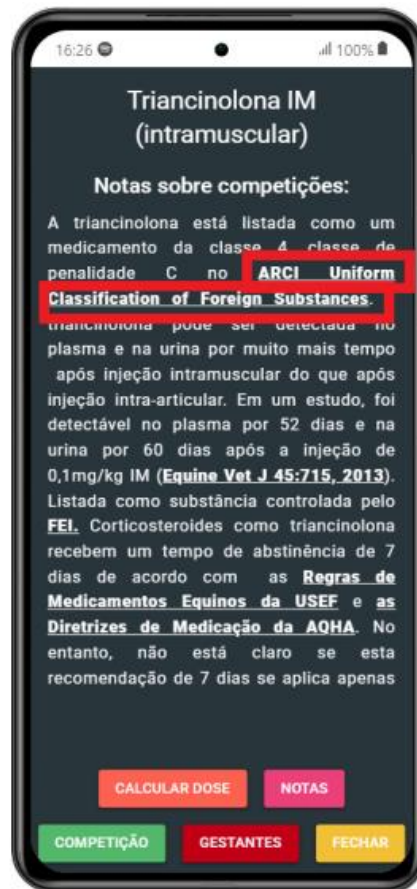 16:26 100%
Triancinolona IM
(intramuscular)
Notas sobre competições:
A triancinolona está listada como um
medicamento da classe 4, classe de
penalidade C no ARCI Uniform
Classification of Foreign Substances.
triancinolona pode ser detectada no
plasma e na urina por muito mais tempo
após injeção intramuscular do que após
injeção intra-articular. Em um estudo, foi
detectável no plasma por 52 dias e na
urina por 60 dias após a injeção de
0,1mg/kg IM (Equine Vet J 45:715, 2013).
Listada como substância controlada pelo
FEI. Corticosteroides como triancinolona
recebem um tempo de abstinência de 7
dias de acordo com as Regras de
Medicamentos Equinos da USEF e as
Diretrizes de Medicação da AQHA. No
entanto, não está claro se esta
recomendação de 7 dias se aplica apenas
CALCULAR DOSE NOTAS
COMPETIÇÃO GESTANTES FECHAR